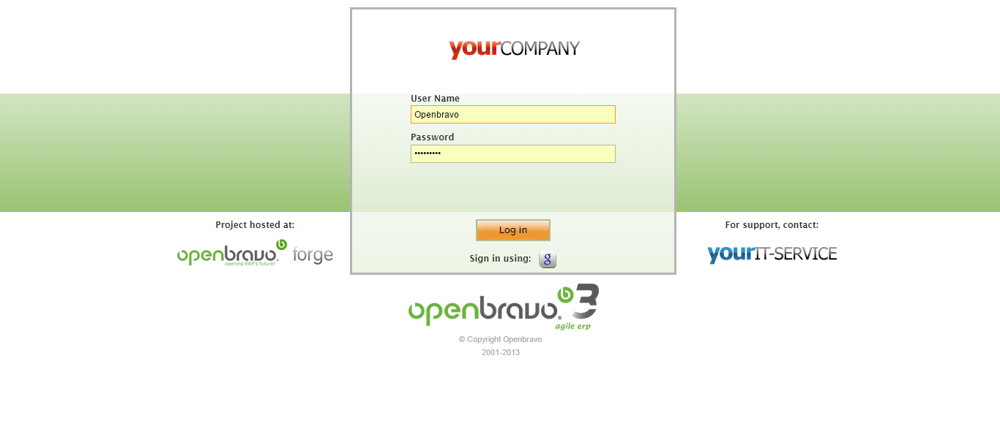 yourCOMPANY
User Name
Openbravo
Password
•••••••••
Log in
Sign in using: g
Project hosted at:
openbravo. b forge
opening ERP's future!
For support, contact:
yourIT-SERVICE
openbravo. b 3
agile erp
© Copyright Openbravo
2001-2013